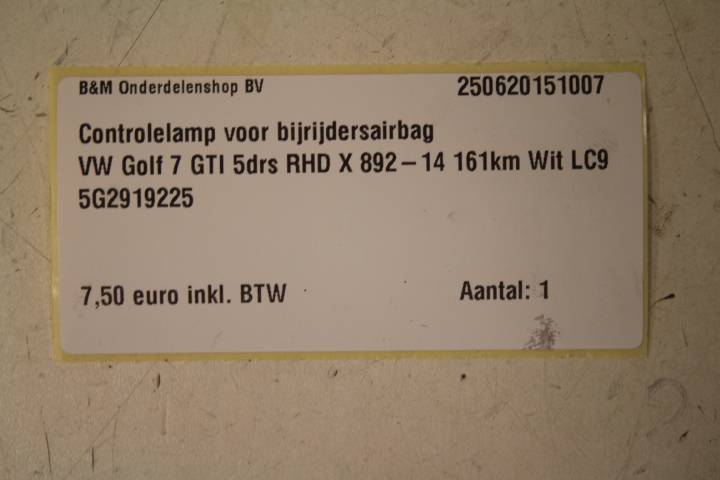 B&M Onderdelenshop BV 250620151007
Controlelamp voor bijrijdersairbag
VW Golf 7 GTI 5drs RHD X 892-14 161km Wit LC9
5G2919225
7,50 euro inkl. BTW Aantal: 1